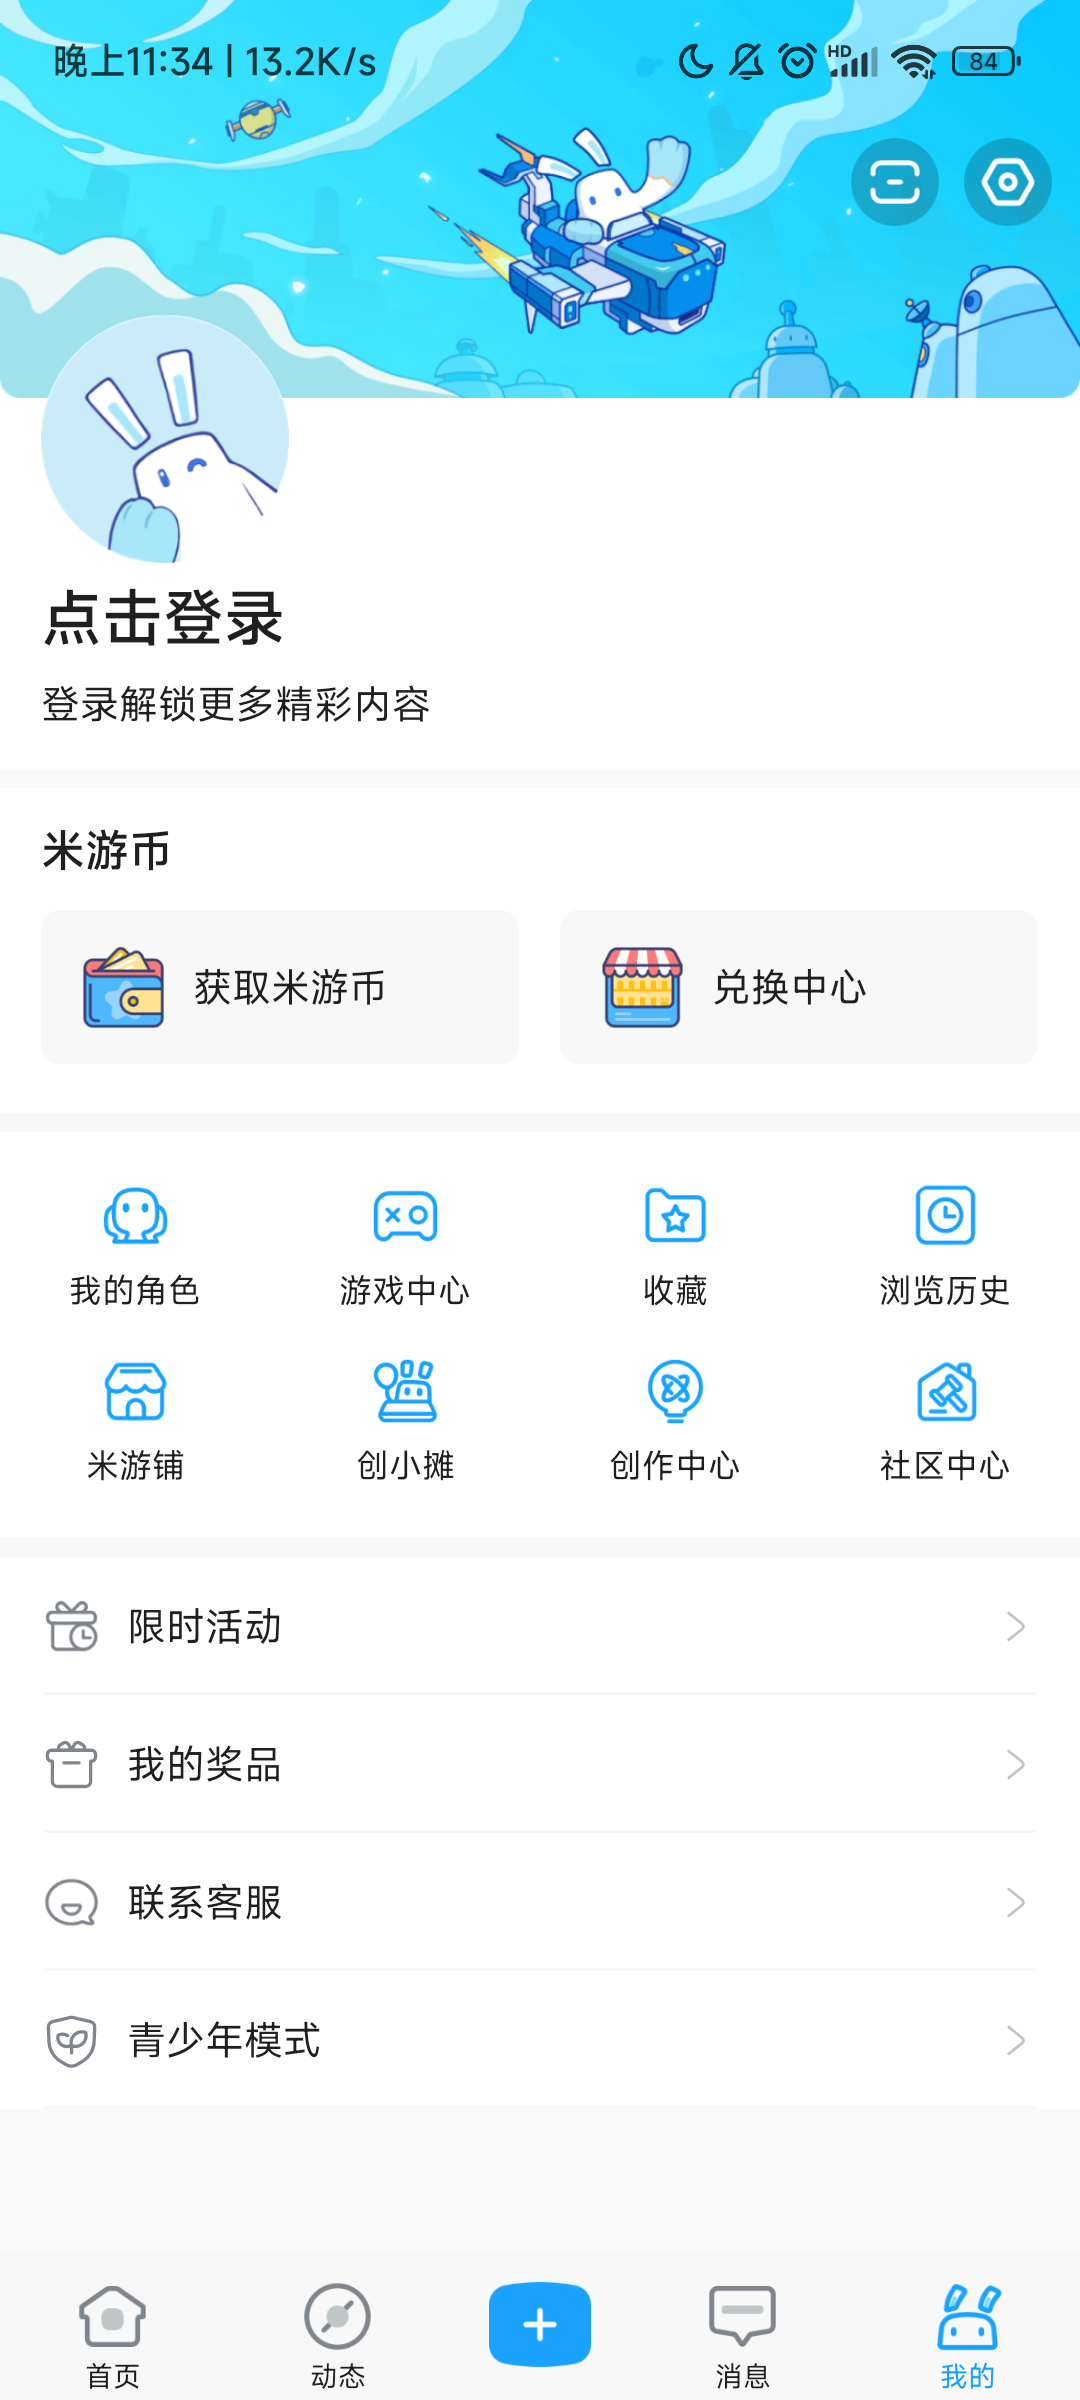 晚上11:34 | 13.2K/s
HD
84
点击登录
登录解锁更多精彩内容
米游币
获取米游币
兑换中心
我的角色
游戏中心
收藏
浏览历史
米游铺
创小摊
创作中心
社区中心
限时活动
我的奖品
联系客服
青少年模式
首页
动态
消息
我的